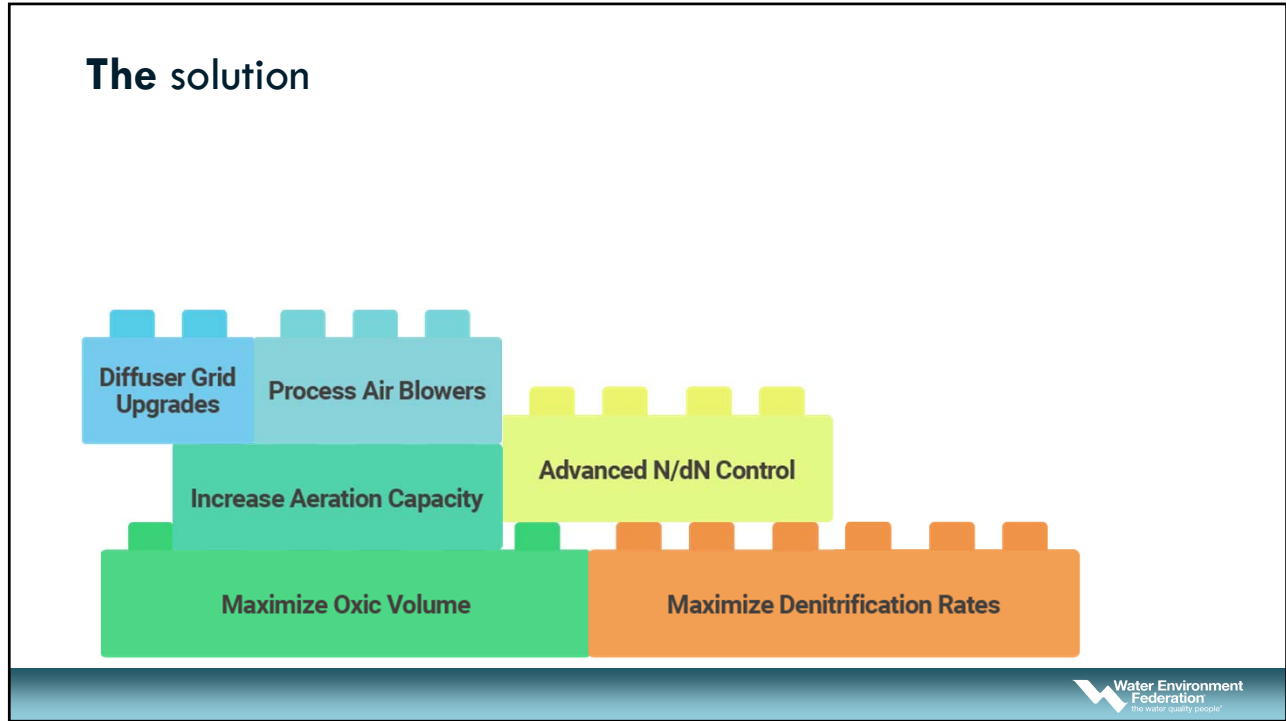 The solution
Diffuser Grid
Upgrades
Process Air Blowers
Advanced N/dN Control
Increase Aeration Capacity
Maximize Oxic Volume
Maximize Denitrification Rates
Water Environment
Federation
the water quality people®